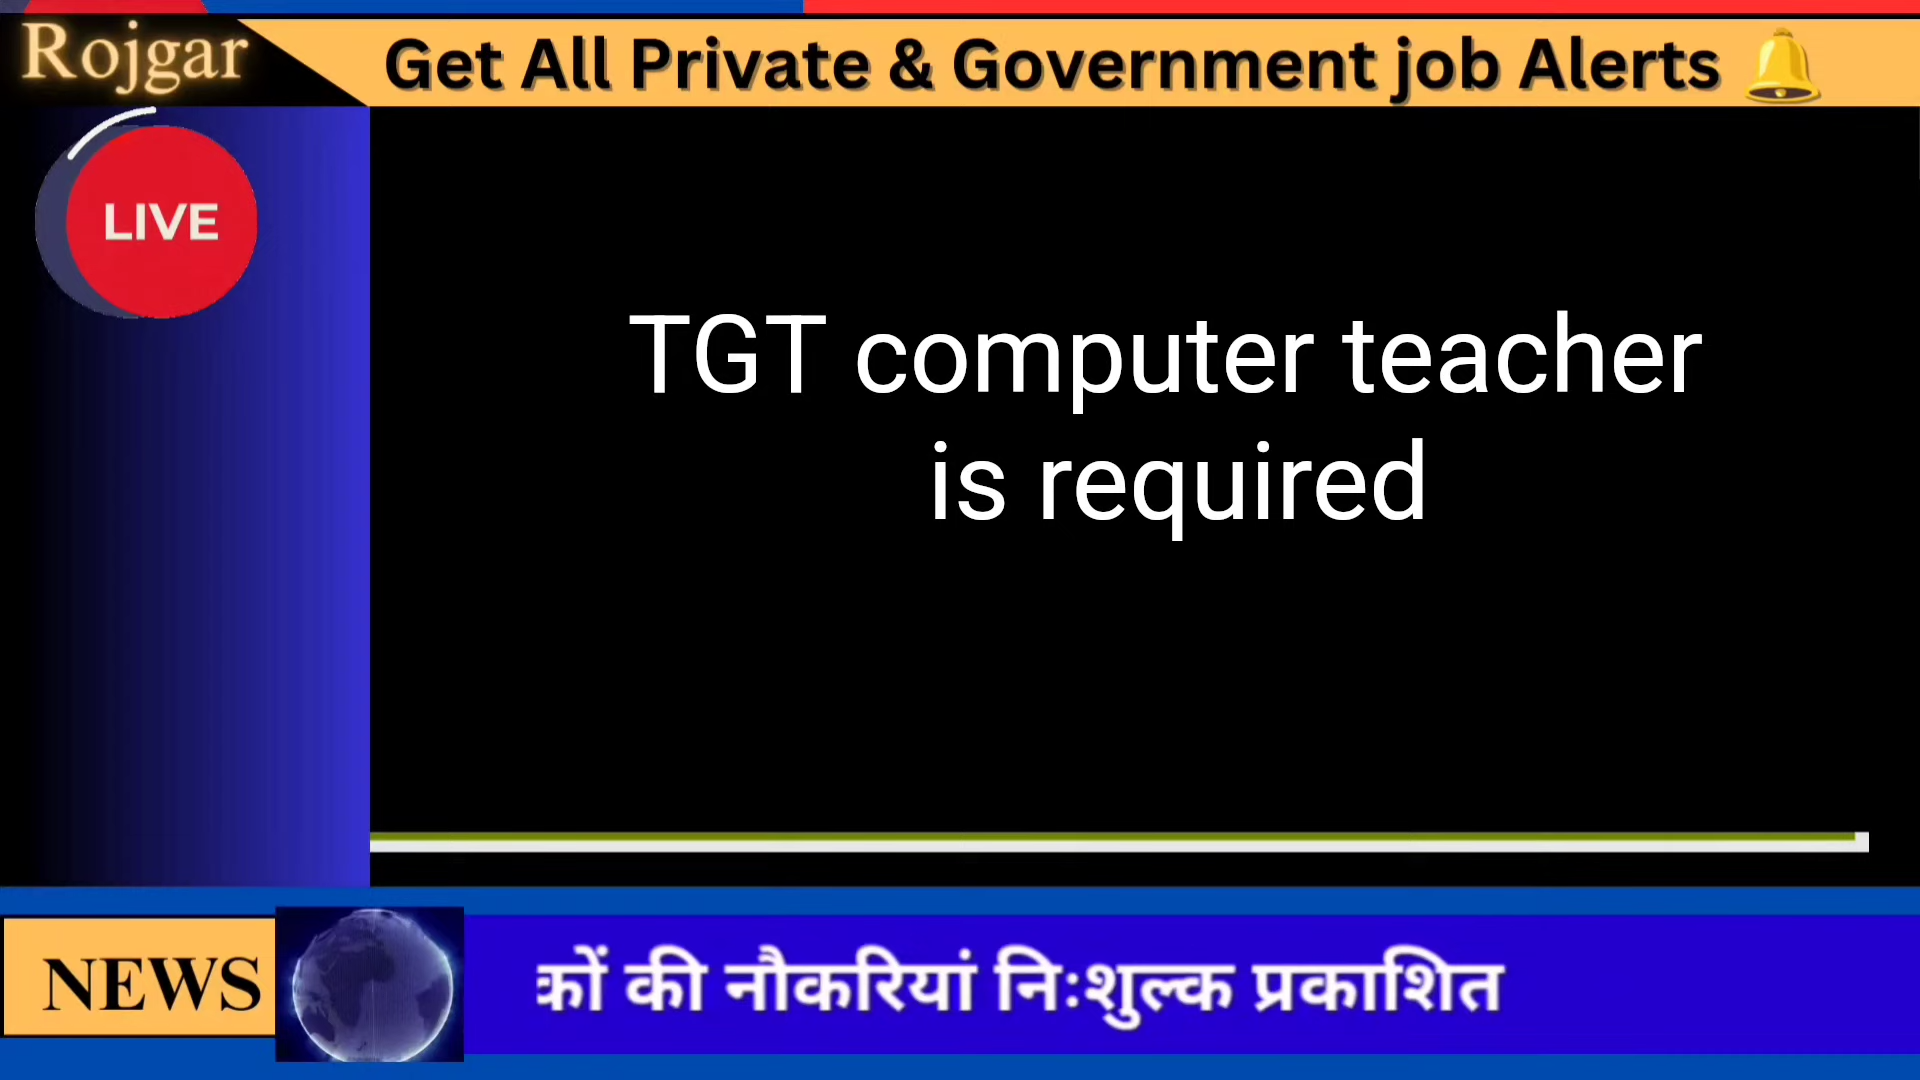 Rojgar
Get All Private & Government job Alerts 🔔
LIVE
TGT computer teacher
is required
NEWS
कों की नौकरियां निःशुल्क प्रकाशित